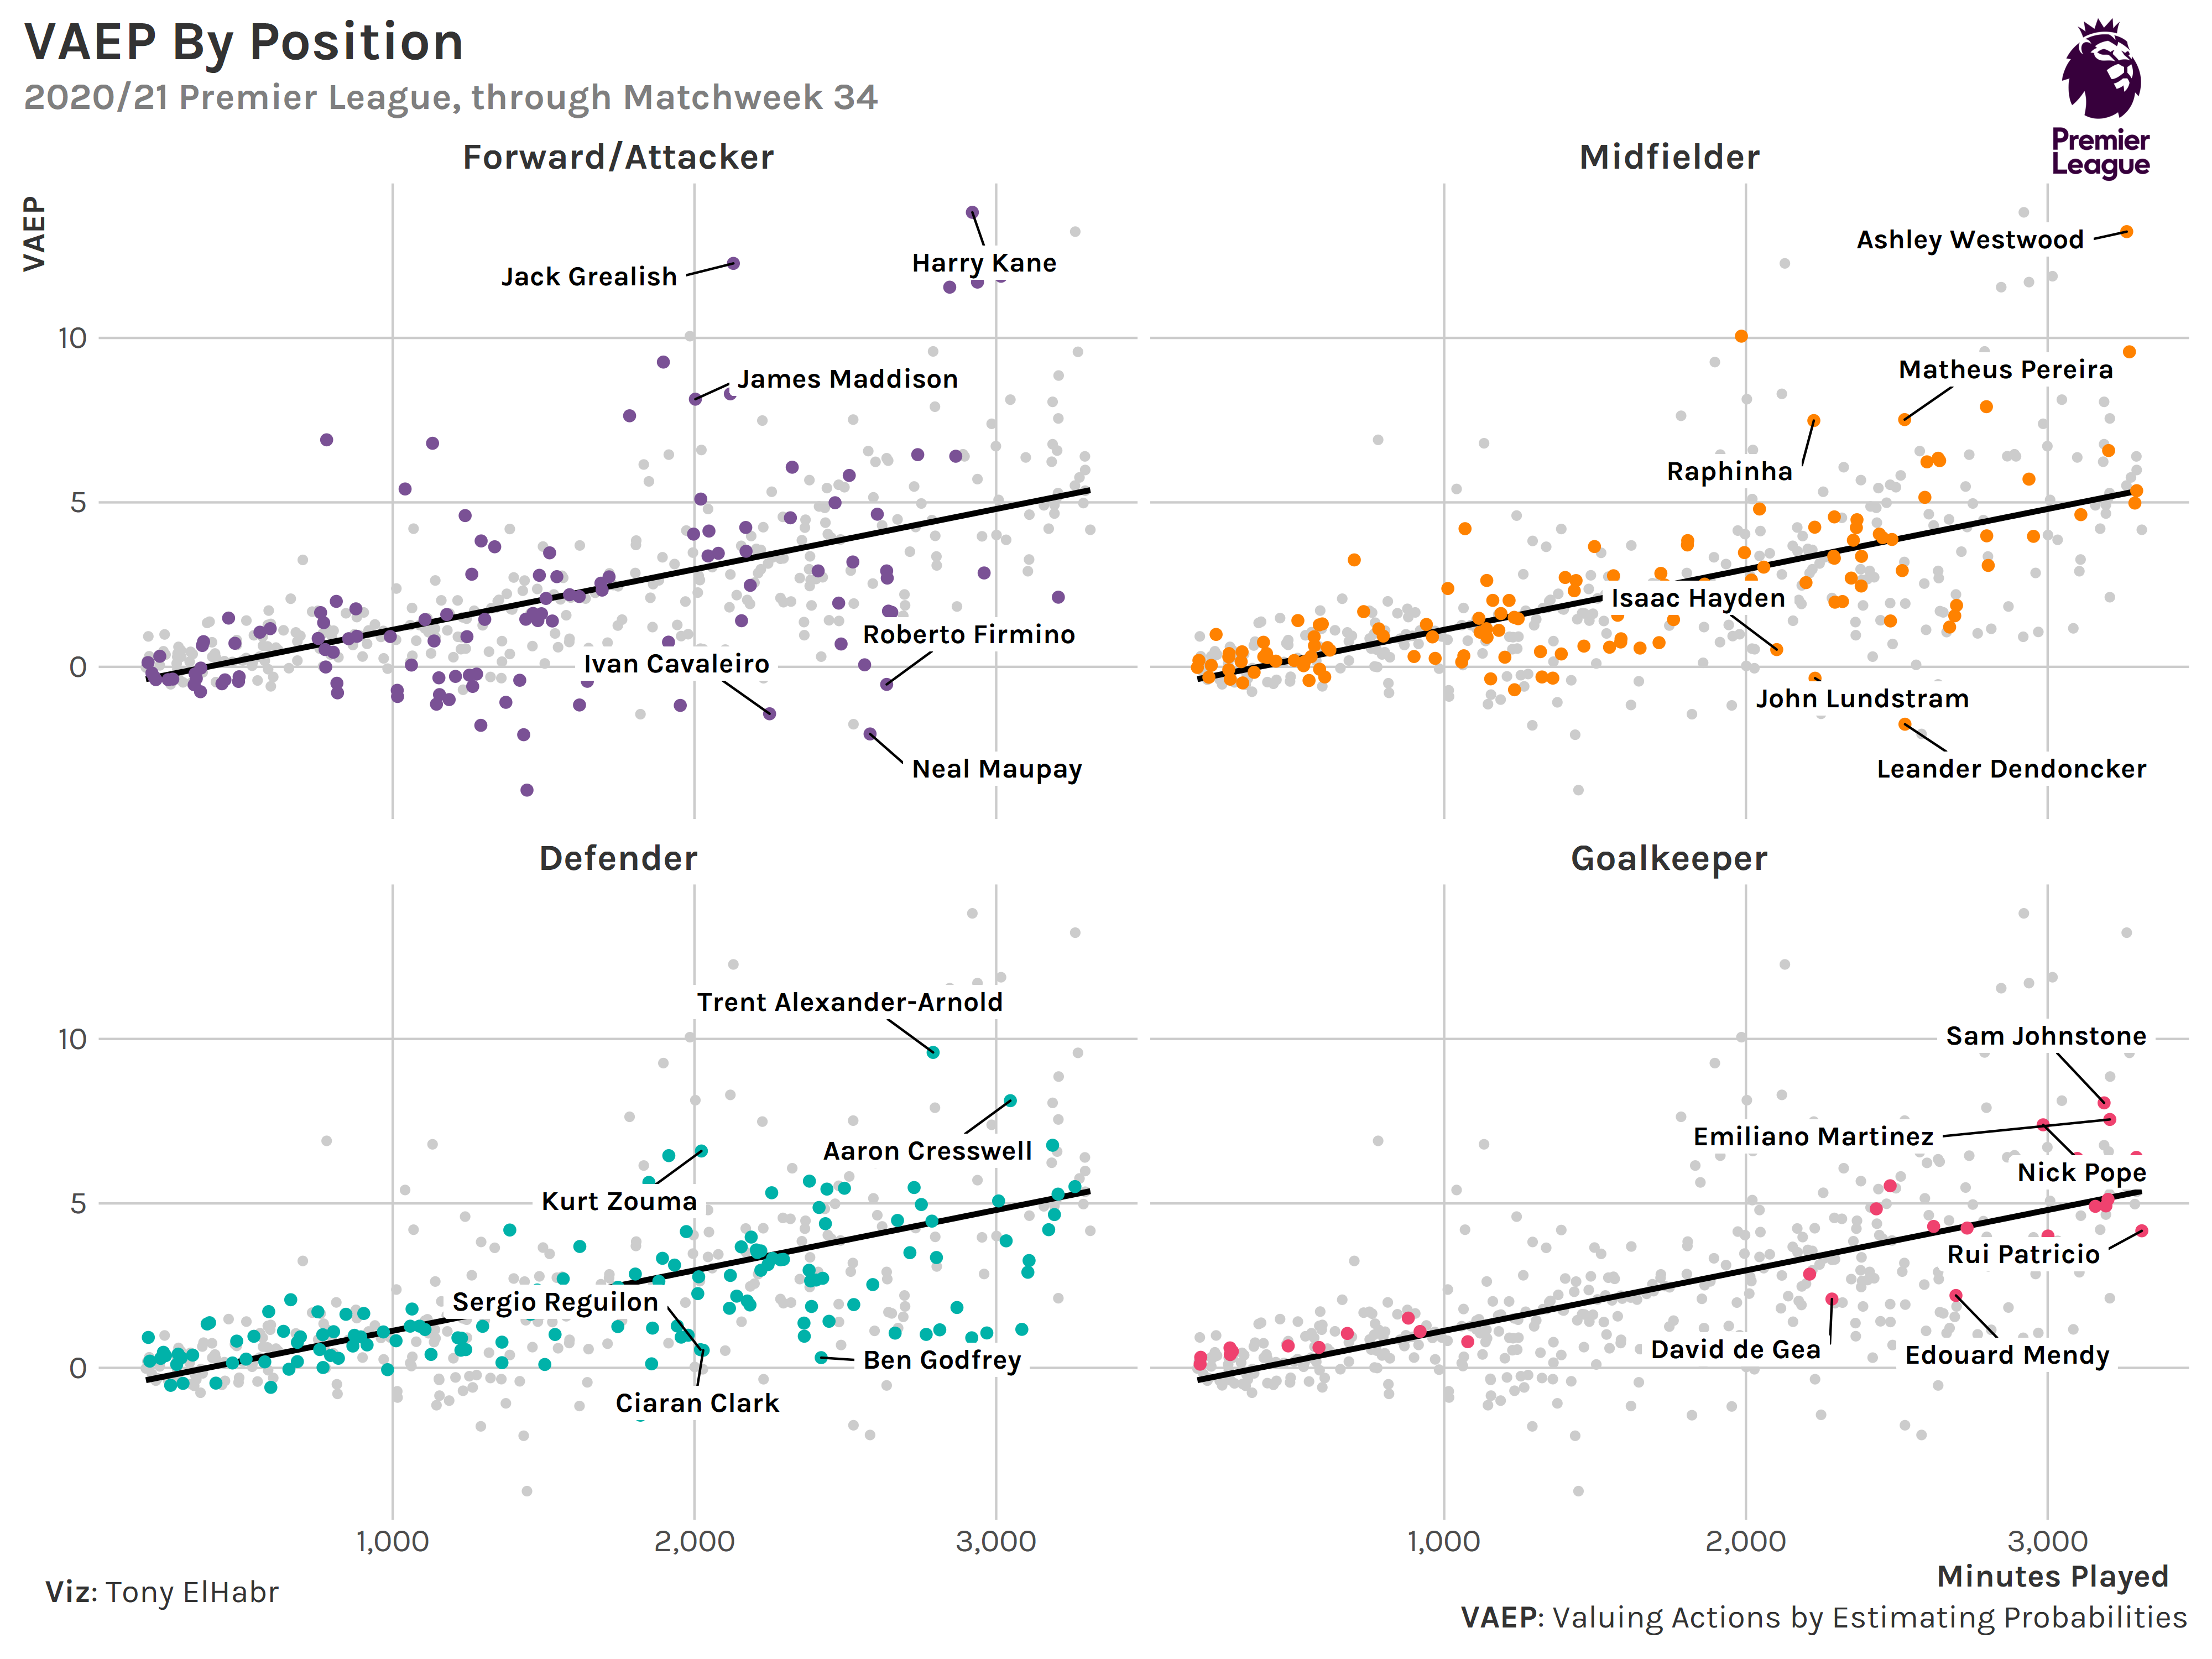 VAEP By Position
2020/21 Premier League, through Matchweek 34
Premier
League
Forward/Attacker
Midfielder
VAEP
Ashley Westwood
Harry Kane
Jack Grealish
10
Matheus Pereira
James Maddison
Raphinha
5
Isaac Hayden
Roberto Firmino
Ivan Cavaleiro
0
John Lundstram
Neal Maupay
Leander Dendoncker
Defender
Goalkeeper
Trent Alexander-Arnold
10
Sam Johnstone
Emiliano Martinez
Aaron Cresswell
Nick Pope
Kurt Zouma
5
Rui Patricio
Sergio Reguilon
David de Gea
Edouard Mendy
Ben Godfrey
0
Ciaran Clark
1,000 2,000 3,000
1,000 2,000 3,000
Minutes Played
Viz: Tony ElHabr
VAEP: Valuing Actions by Estimating Probabilities